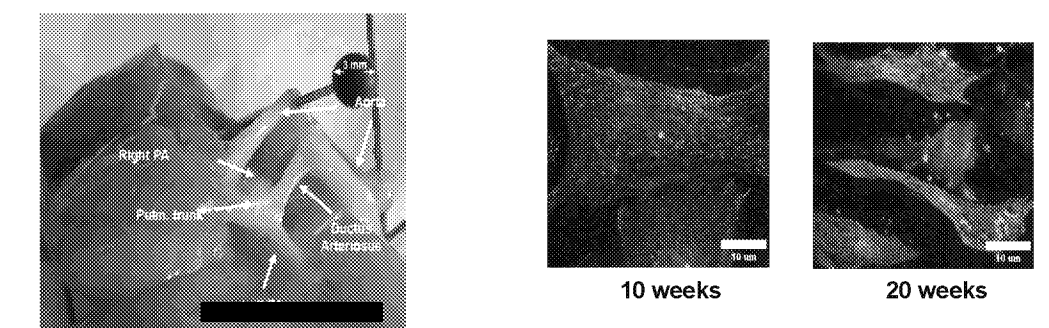 3 mm
Aorta
Right PA
Pulm. trunk
Ductus
Arteriosus
10 um
10 um
10 weeks
20 weeks